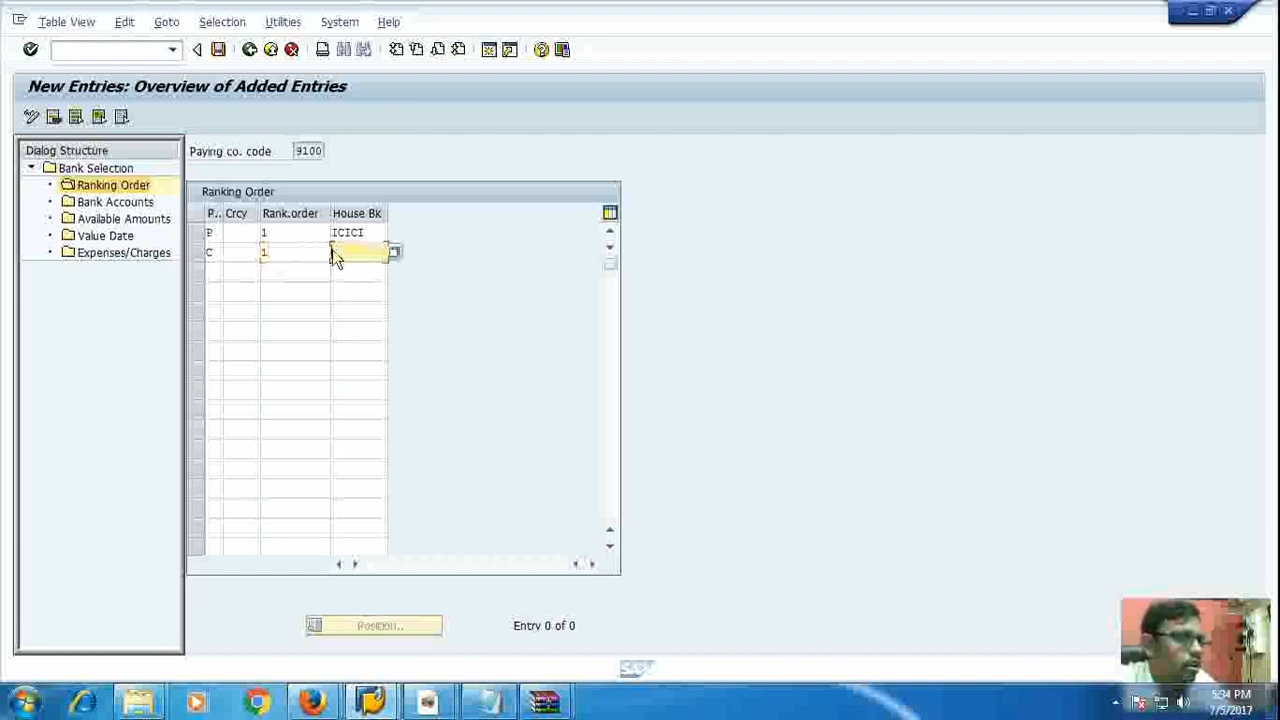 Table View Edit Goto Selection Utilities System Help
New Entries: Overview of Added Entries
Dialog Structure
Bank Selection
Ranking Order
Bank Accounts
Available Amounts
Value Date
Expenses/Charges
Paying co. code 9100
Ranking Order
P.. Crcy Rank.order House Bk
P 1 ICICI
C 1
Position...
Entry 0 of 0
SAP
5:34 PM
7/5/2017